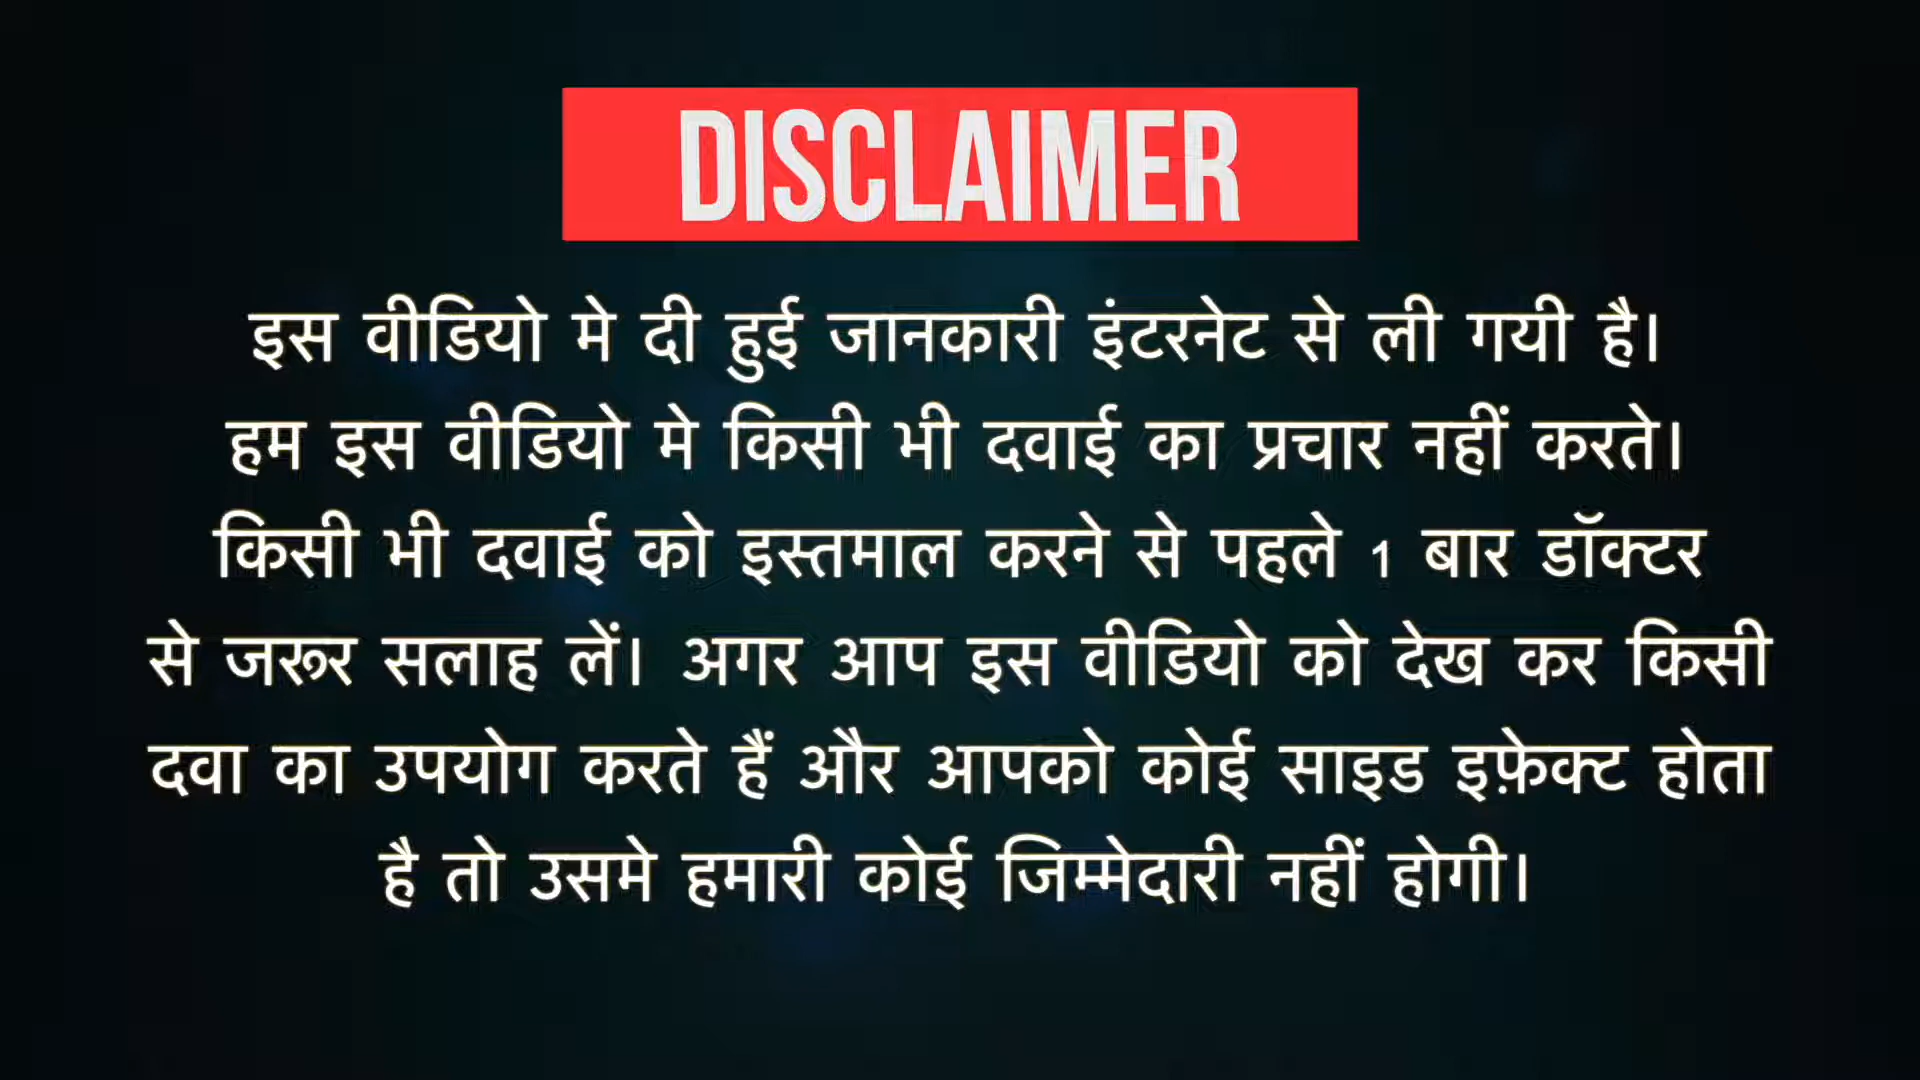 DISCLAIMER
इस वीडियो मे दी हुई जानकारी इंटरनेट से ली गयी है।
हम इस वीडियो मे किसी भी दवाई का प्रचार नहीं करते।
किसी भी दवाई को इस्तमाल करने से पहले 1 बार डॉक्टर
से जरूर सलाह लें। अगर आप इस वीडियो को देख कर किसी
दवा का उपयोग करते हैं और आपको कोई साइड इफ़ेक्ट होता
है तो उसमे हमारी कोई जिम्मेदारी नहीं होगी।